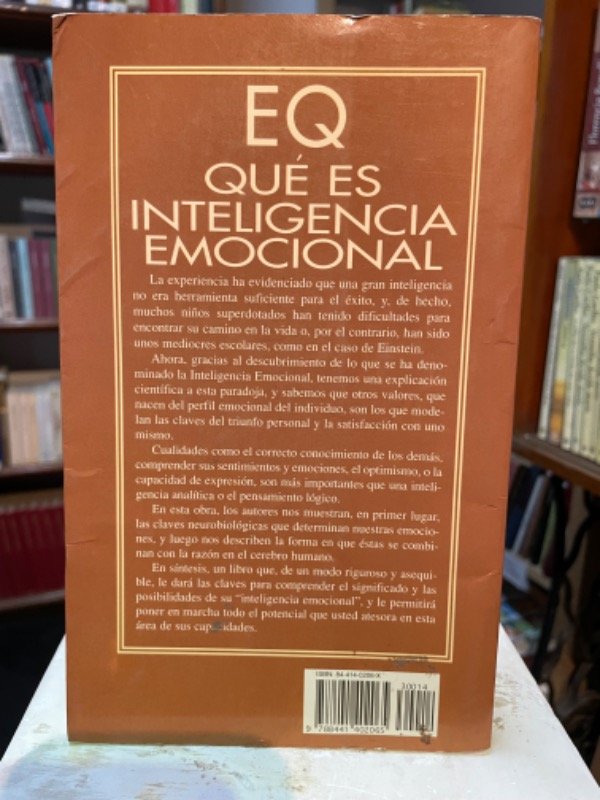 EQ
QUÉ ES
INTELIGENCIA
EMOCIONAL
La experiencia ha evidenciado que una gran inteligencia
no era herramienta suficiente para el éxito, y, de hecho,
muchos niños superdotados han tenido dificultades para
encontrar su camino en la vida o, por el contrario, han sido
unos mediocres escolares, como en el caso de Einstein.
Ahora, gracias al descubrimiento de lo que se ha deno-
minado la Inteligencia Emocional, tenemos una explicación
científica a esta paradoja, y sabemos que otros valores, que
nacen del perfil emocional del individuo, son los que mode-
lan las claves del triunfo personal y la satisfacción con uno
mismo.
Cualidades como el correcto conocimiento de los demás,
comprender sus sentimientos y emociones, el optimismo, o la
capacidad de expresión, son más importantes que una inteli-
gencia analítica o el pensamiento lógico.
En esta obra, los autores nos muestran, en primer lugar,
las claves neurobiológicas que determinan nuestras emocio-
nes, y luego nos describen la forma en que éstas se combi-
nan con la razón en el cerebro humano.
En síntesis, un libro que, de un modo riguroso y asequi-
ble, le dará las claves para comprender el significado y las
posibilidades de su "inteligencia emocional", y le permitirá
poner en marcha todo el potencial que usted atesora en esta
área de sus capacidades.
ISBN: 84-414-0206-X
30014
9 788441 402065